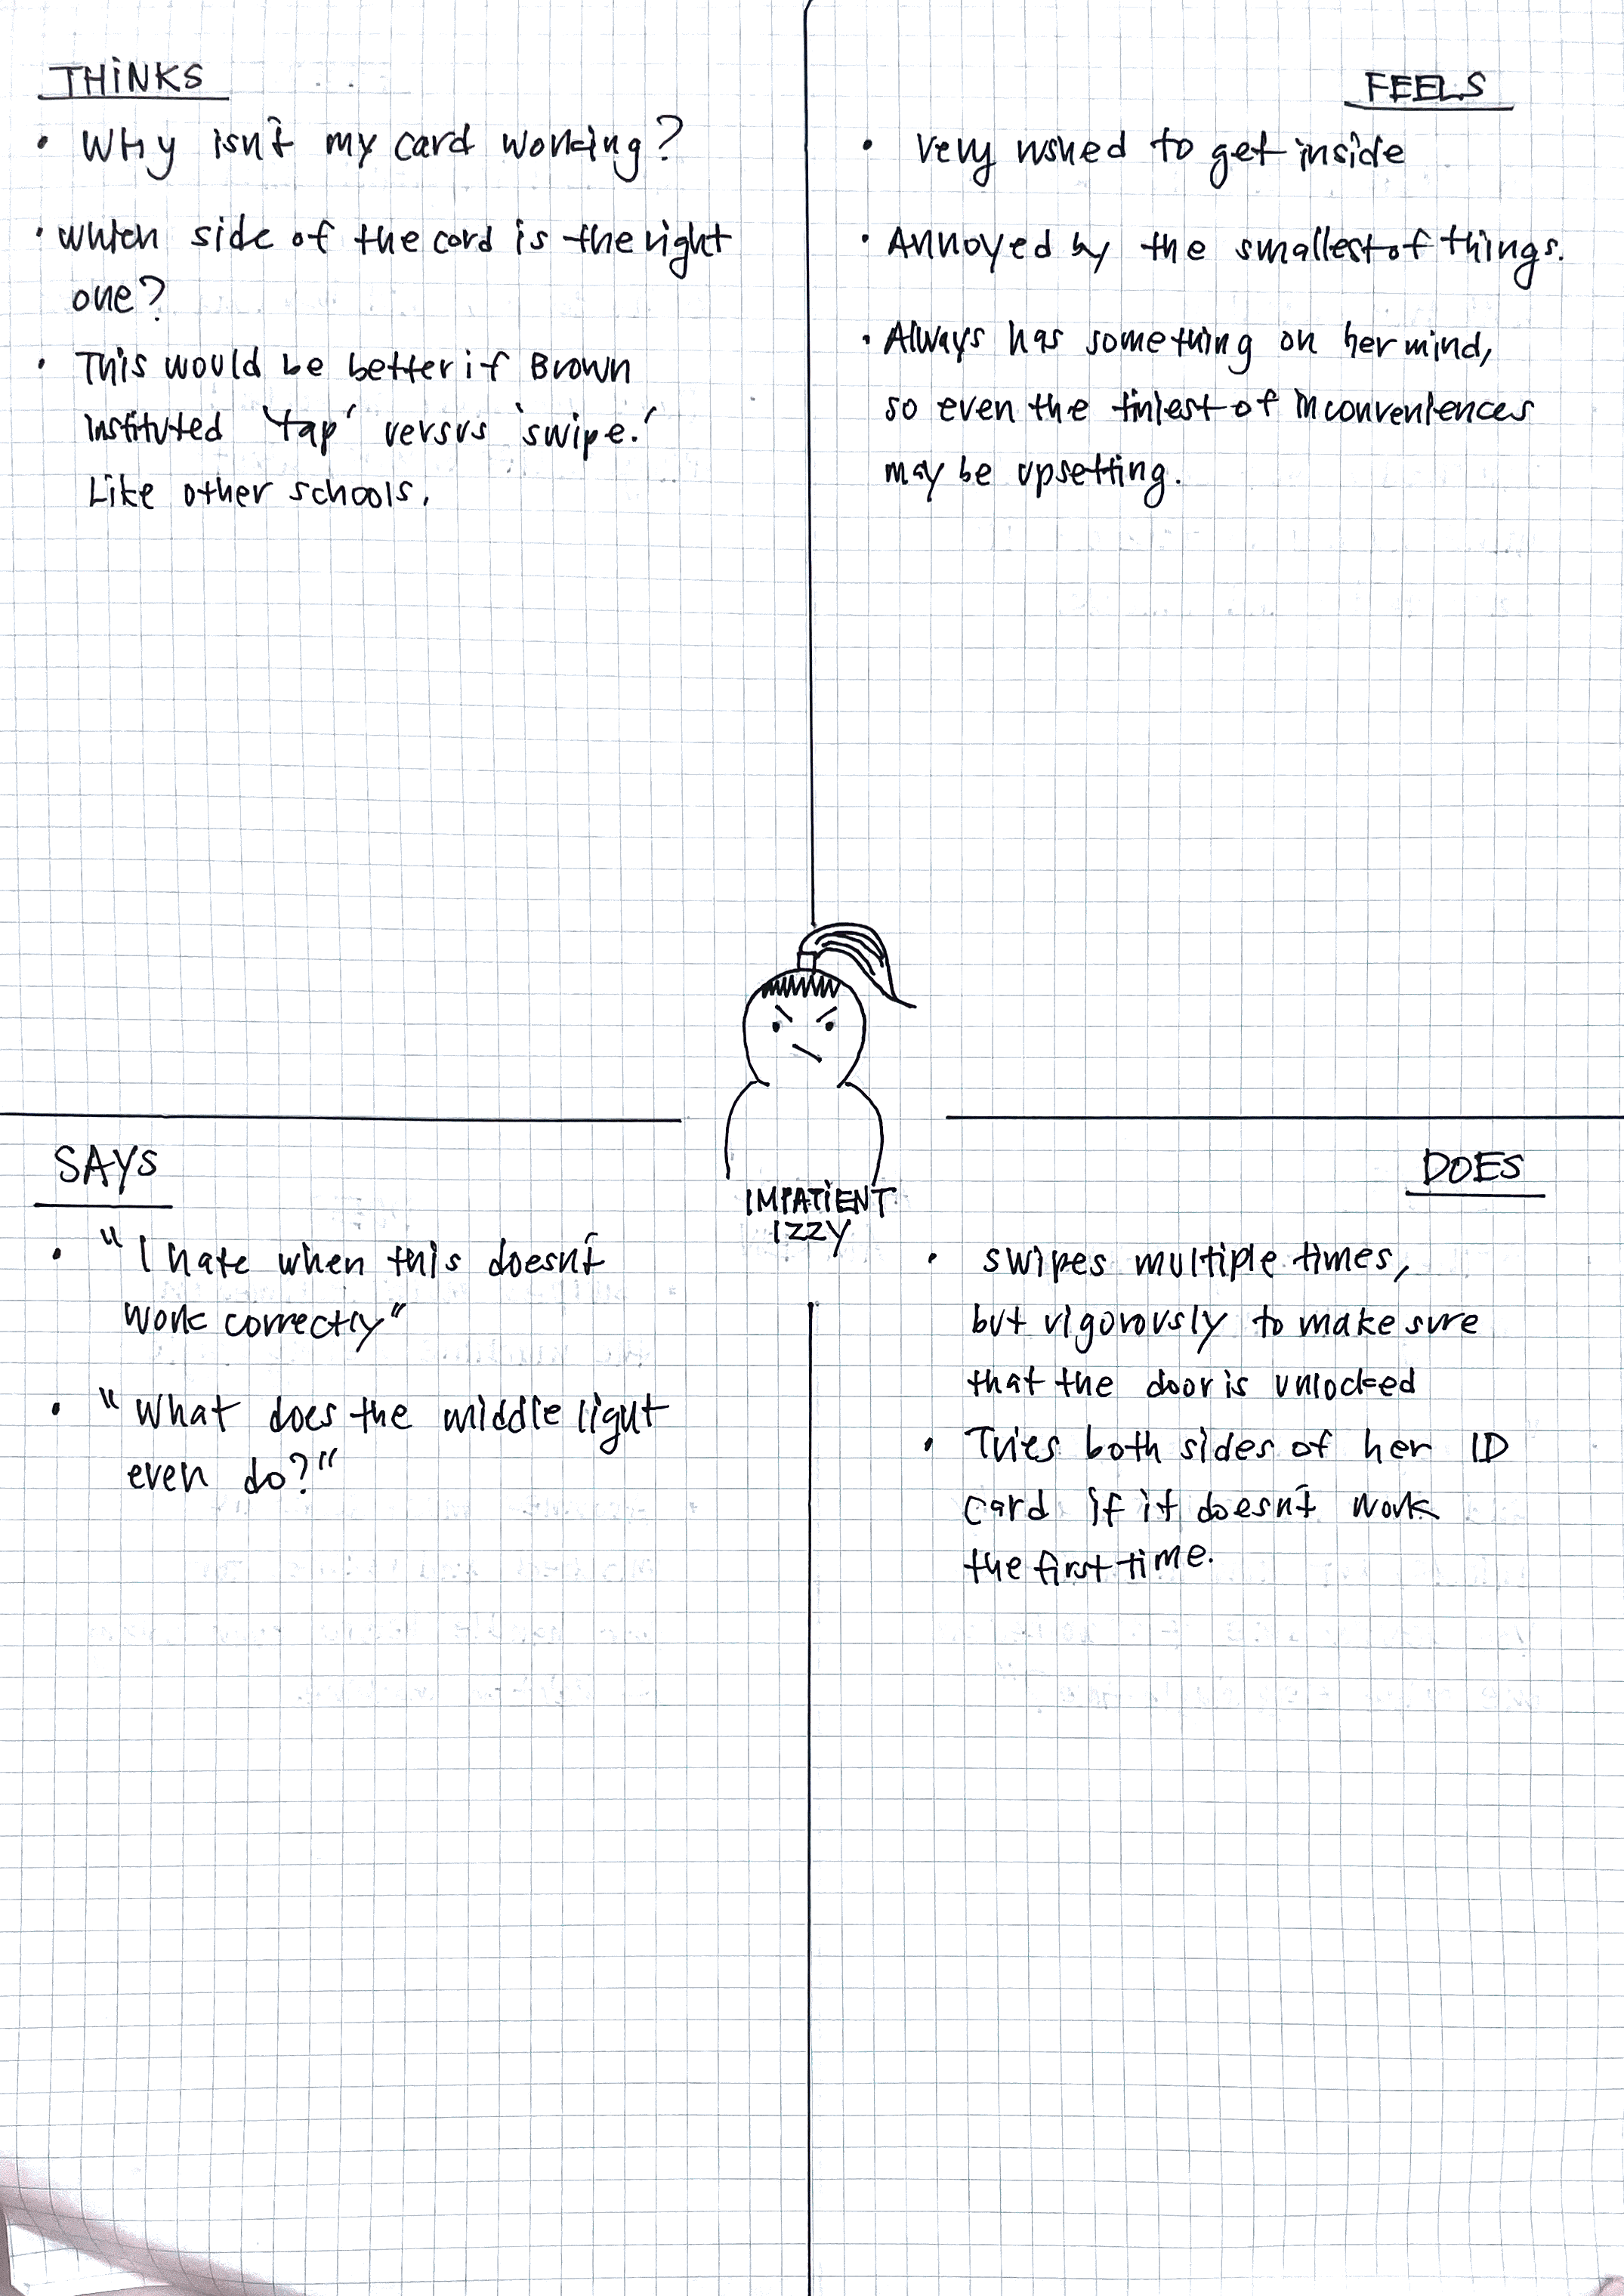 THINKS
• Why isn't my card working?
• Which side of the card is the right
one?
• This would be better if Brown
instituted 'tap' versus 'swipe.'
Like other schools.
FEELS
• Very rushed to get inside
• Annoyed by the smallest of things.
• Always has something on her mind,
so even the tiniest of inconveniences
may be upsetting.
IMPATIENT
IZZY
SAYS
• "I hate when this doesn't
work correctly"
• "What does the middle light
even do?"
DOES
• swipes multiple times,
but vigorously to make sure
that the door is unlocked
• Tries both sides of her ID
card if it doesn't work
the first time.